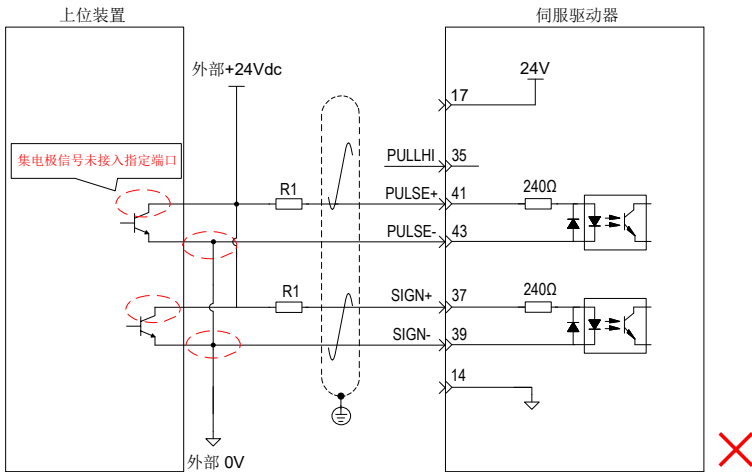 上位装置
伺服驱动器
外部+24Vdc
24V
17
集电极信号未接入指定端口
PULLHI
35
R1
PULSE+
41
240Ω
PULSE-
43
R1
SIGN+
37
240Ω
SIGN-
39
14
外部 0V